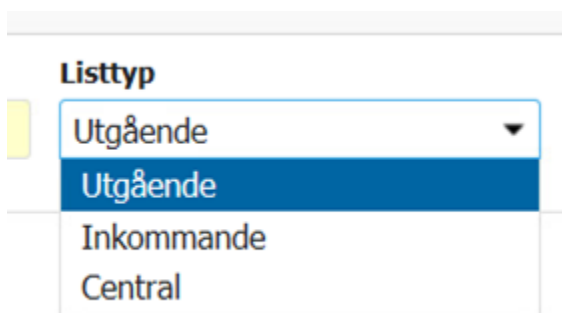 Listtyp
Utgående
Utgående
Inkommande
Central